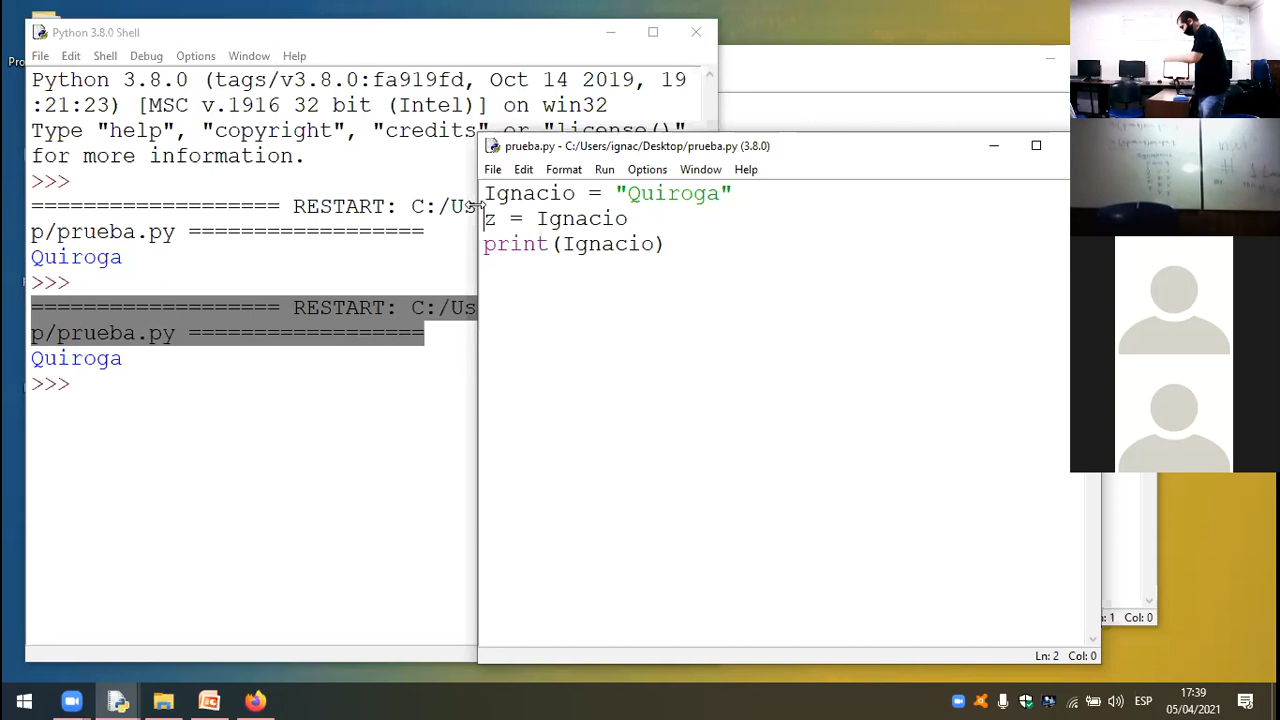 Pro
Python 3.8.0 Shell
File Edit Shell Debug Options Window Help
Python 3.8.0 (tags/v3.8.0:fa919fd, Oct 14 2019, 19
:21:23) [MSC v.1916 32 bit (Intel)] on win32
Type "help", "copyright", "credits" or "license()"
for more information.
>>>
=================== RESTART: C:/Us
p/prueba.py ==================
Quiroga
>>>
=================== RESTART: C:/Us
p/prueba.py ==================
Quiroga
>>>
prueba.py - C:/Users/ignac/Desktop/prueba.py (3.8.0)
File Edit Format Run Options Window Help
Ignacio = "Quiroga"
z = Ignacio
print(Ignacio)
Ln: 2 Col: 0
: 1 Col: 0
ESP
17:39
05/04/2021